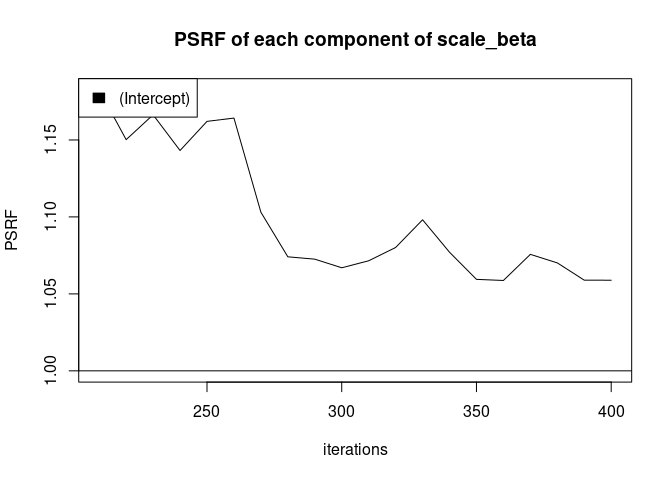 PSRF of each component of scale_beta
(Intercept)
1.15
1.10
1.05
1.00
PSRF
250 300 350 400
iterations